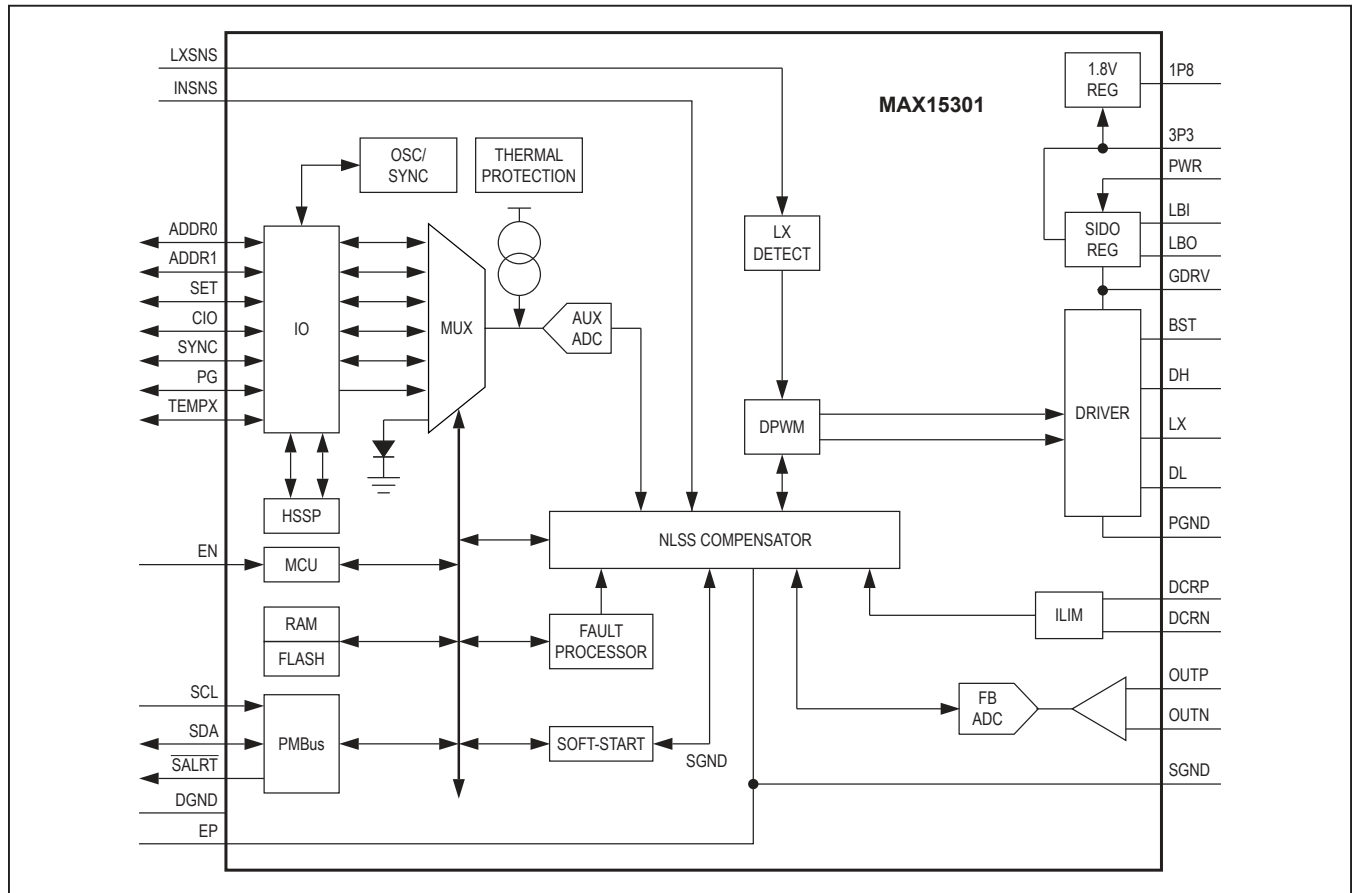 LXSNS
INSNS
MAX15301
1.8V
REG
1P8
3P3
PWR
OSC/
SYNC
THERMAL
PROTECTION
LX
DETECT
SIDO
REG
LBI
LBO
GDRV
ADDR0
ADDR1
SET
CIO
SYNC
PG
TEMPX
IO
MUX
AUX
ADC
DPWM
DRIVER
BST
DH
LX
DL
PGND
HSSP
EN
MCU
NLSS COMPENSATOR
RAM
FLASH
FAULT
PROCESSOR
ILIM
DCRP
DCRN
SCL
SDA
SALRT
PMBus
SOFT-START
SGND
FB
ADC
OUTP
OUTN
SGND
DGND
EP